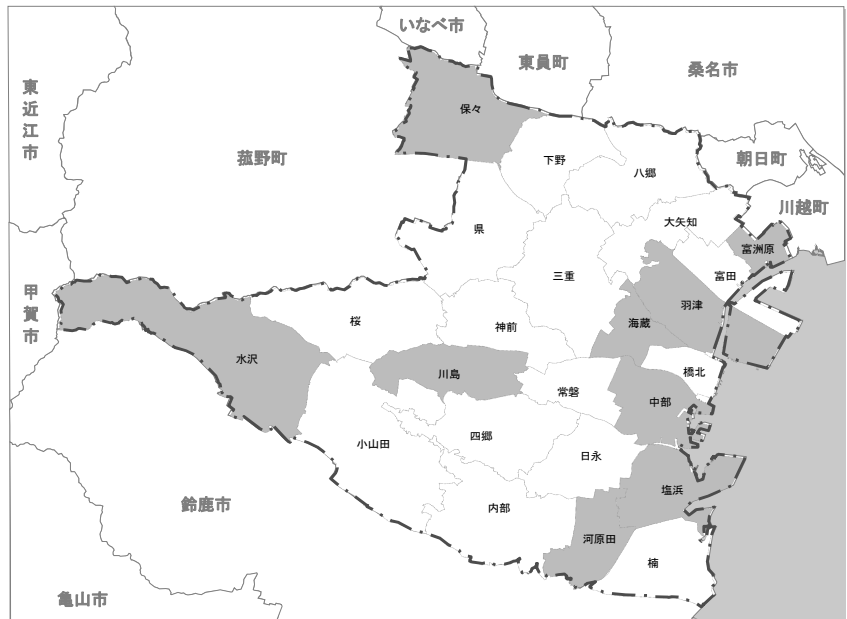 いなべ市
東員町
桑名市
東近江市
菰野町
朝日町
川越町
甲賀市
鈴鹿市
亀山市
保々
下野
八郷
大矢知
県
富洲原
三重
富田
羽津
桜
神前
海蔵
水沢
川島
橋北
常磐
中部
小山田
四郷
日永
塩浜
内部
河原田
楠